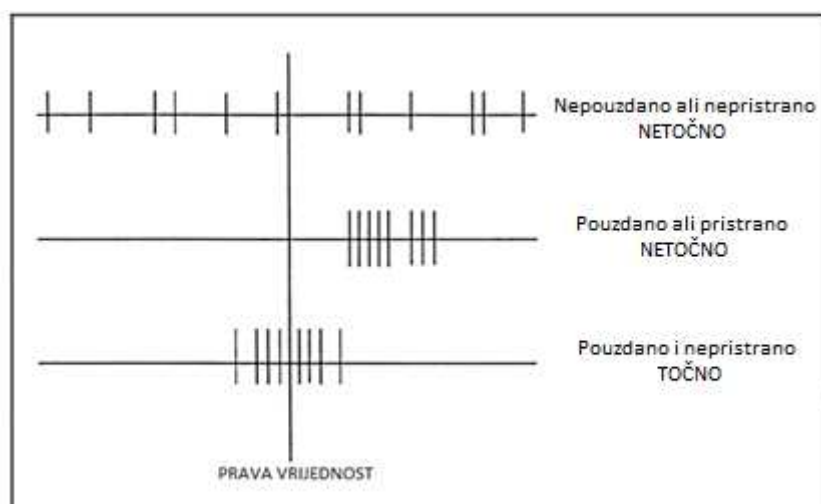 Nepouzdano ali nepristrano
NETOČNO
Pouzdano ali pristrano
NETOČNO
Pouzdano i nepristrano
TOČNO
PRAVA VRIJEDNOST